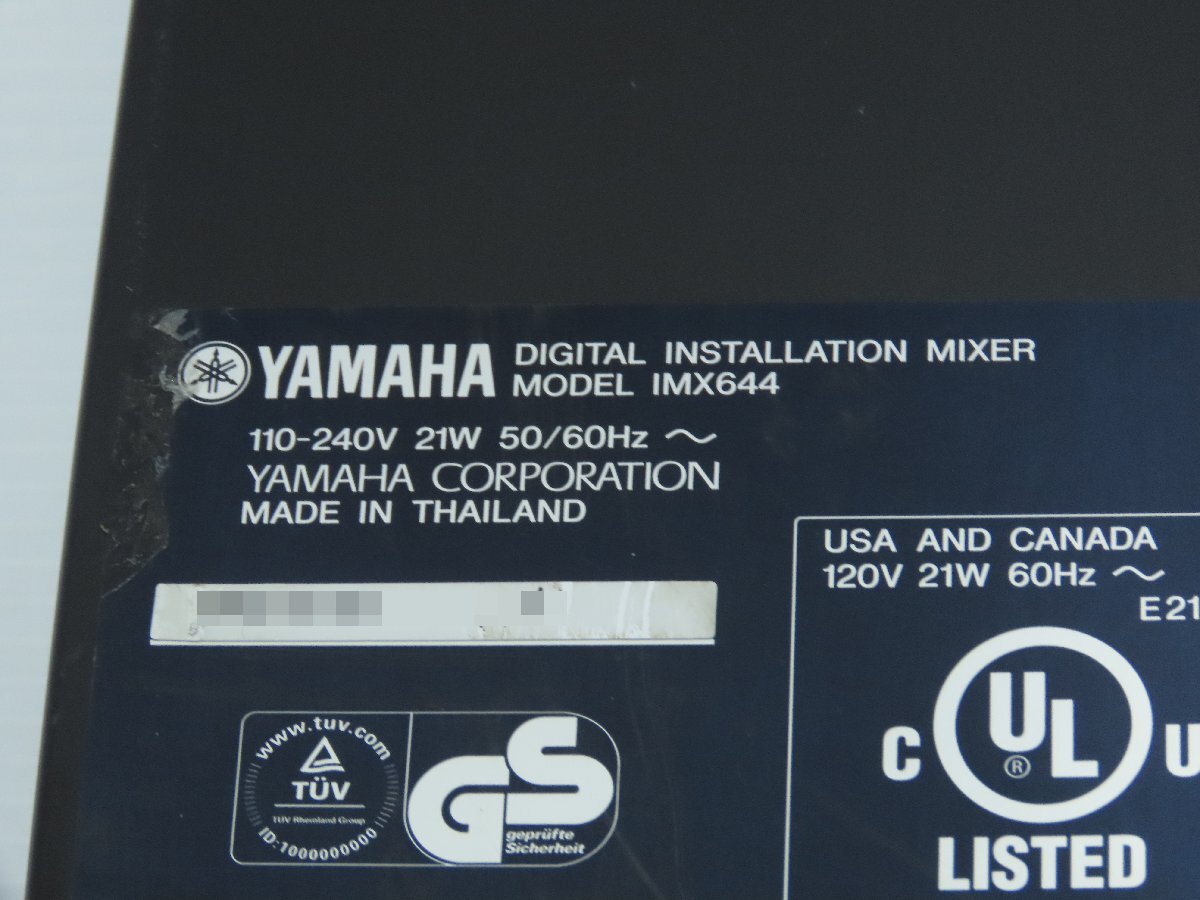 YAMAHA DIGITAL INSTALLATION MIXER
MODEL IMX644
110-240V 21W 50/60Hz ～
YAMAHA CORPORATION
MADE IN THAILAND
USA AND CANADA
120V 21W 60Hz ～
E21
C UL ® U
LISTED
www.tuv.com
TÜV
TÜV Rheinland Group
ID:1000000000
GS
geprüfte
Sicherheit